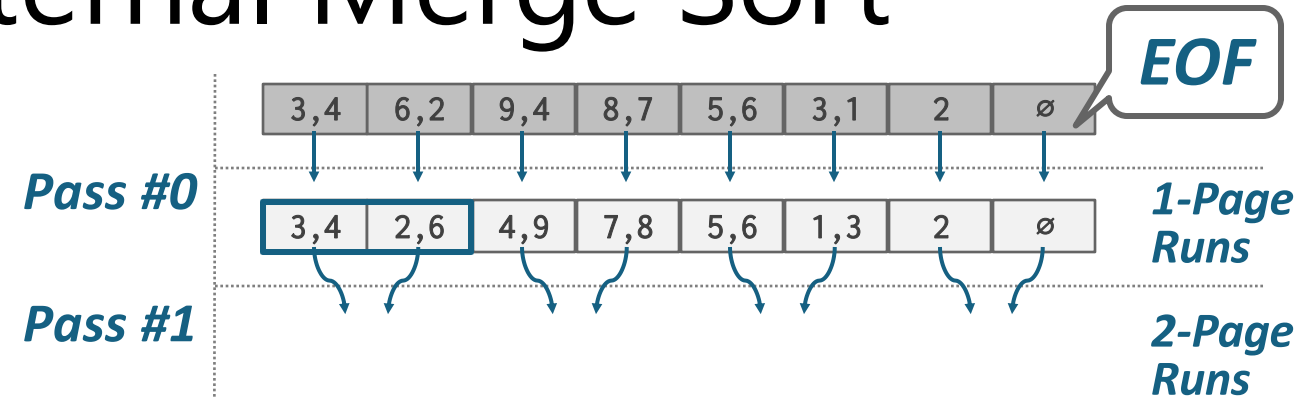 ternal Merge Sort
EOF
3,4 6,2 9,4 8,7 5,6 3,1 2 ø
Pass #0
1-Page
Runs
3,4 2,6 4,9 7,8 5,6 1,3 2 ø
Pass #1
2-Page
Runs